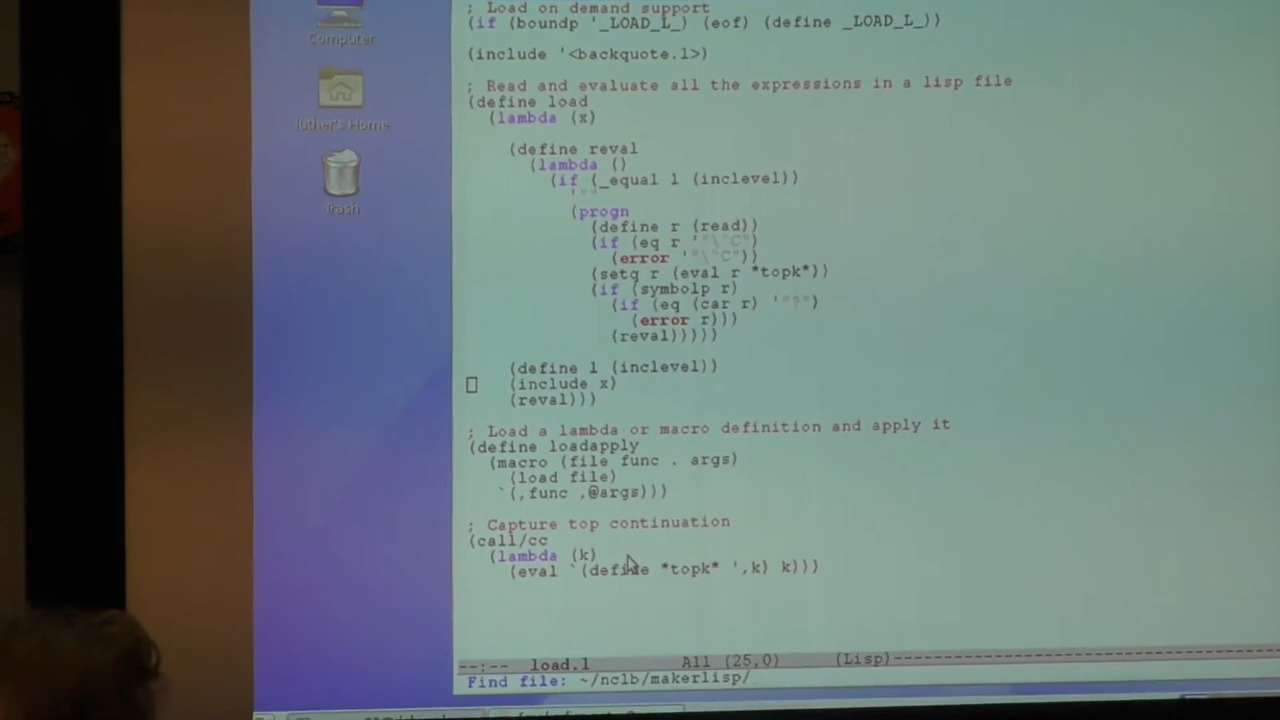 Computer
luther's Home
Trash
; Load on demand support
(if (boundp '_LOAD_L_) (eof) (define _LOAD_L_))
(include '<backquote.l>)
; Read and evaluate all the expressions in a lisp file
(define load
(lambda (x)
(define reval
(lambda ()
(if (_equal l (inclevel))
'""
(progn
(define r (read))
(if (eq r '"\^C")
(error '"\^C"))
(setq r (eval r *topk*))
(if (symbolp r)
(if (eq (car r) '"?")
(error r)))
(reval)))))
(define l (inclevel))
(include x)
(reval)))
; Load a lambda or macro definition and apply it
(define loadapply
(macro (file func . args)
(load file)
`(,func ,@args)))
; Capture top continuation
(call/cc
(lambda (k)
(eval `(define *topk* ',k) k)))
--:-- load.l All (25,0) (Lisp)
Find file: ~/nclb/makerlisp/